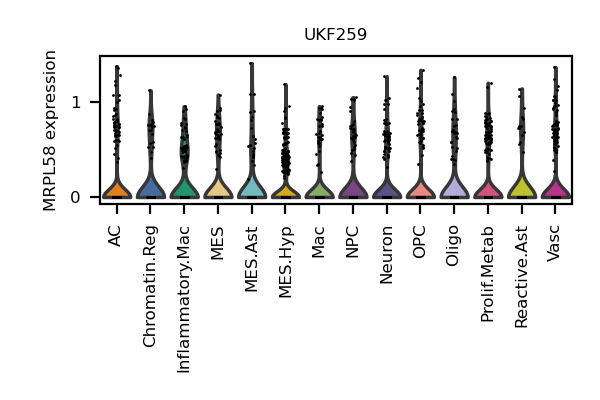 UKF259
MRPL58 expression
1
0
AC
Chromatin.Reg
Inflammatory.Mac
MES
MES.Ast
MES.Hyp
Mac
NPC
Neuron
OPC
Oligo
Prolif.Metab
Reactive.Ast
Vasc